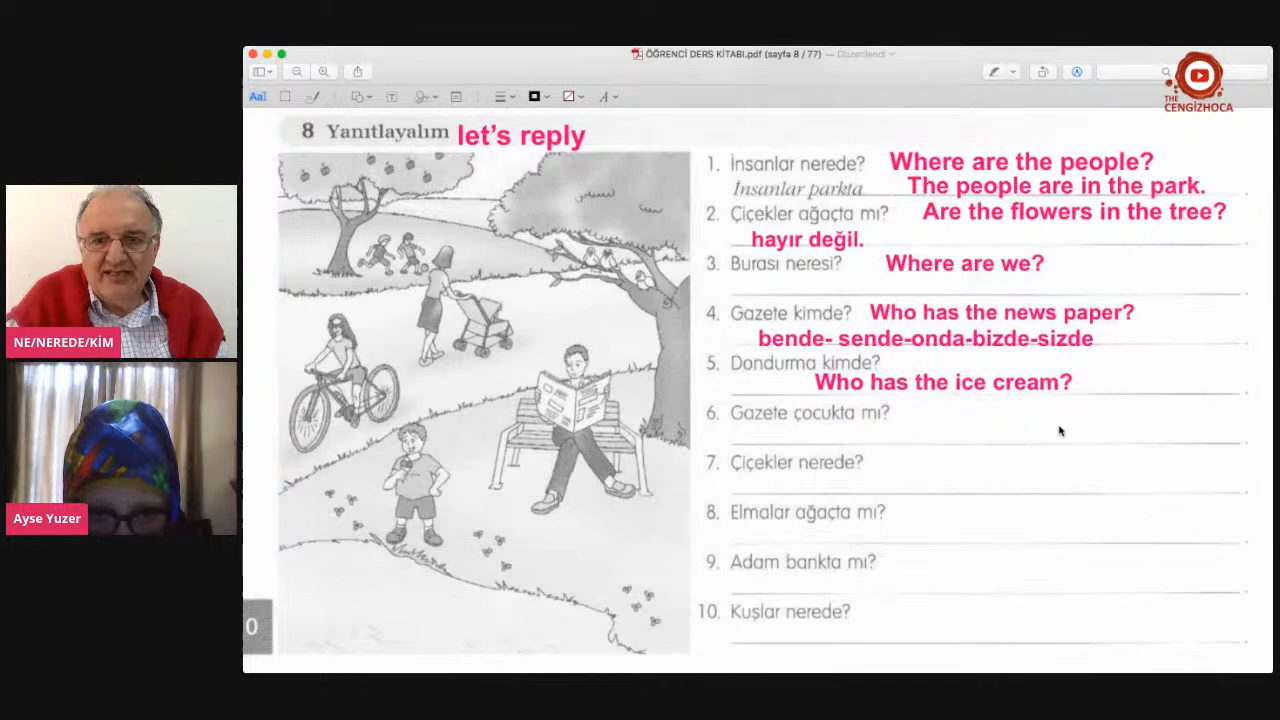 ÖĞRENCİ DERS KİTABI.pdf (sayfa 8 / 77) — Düzenlendi
THE
CENGİZHOCA
8 Yanıtlayalım let's reply
1. İnsanlar nerede? Where are the people?
İnsanlar parkta The people are in the park.
2. Çiçekler ağaçta mı? Are the flowers in the tree?
hayır değil.
3. Burası neresi? Where are we?
4. Gazete kimde? Who has the news paper?
bende- sende-onda-bizde-sizde
5. Dondurma kimde?
Who has the ice cream?
6. Gazete çocukta mı?
7. Çiçekler nerede?
8. Elmalar ağaçta mı?
9. Adam bankta mı?
10. Kuşlar nerede?
0
NE/NEREDE/KİM
Ayse Yuzer